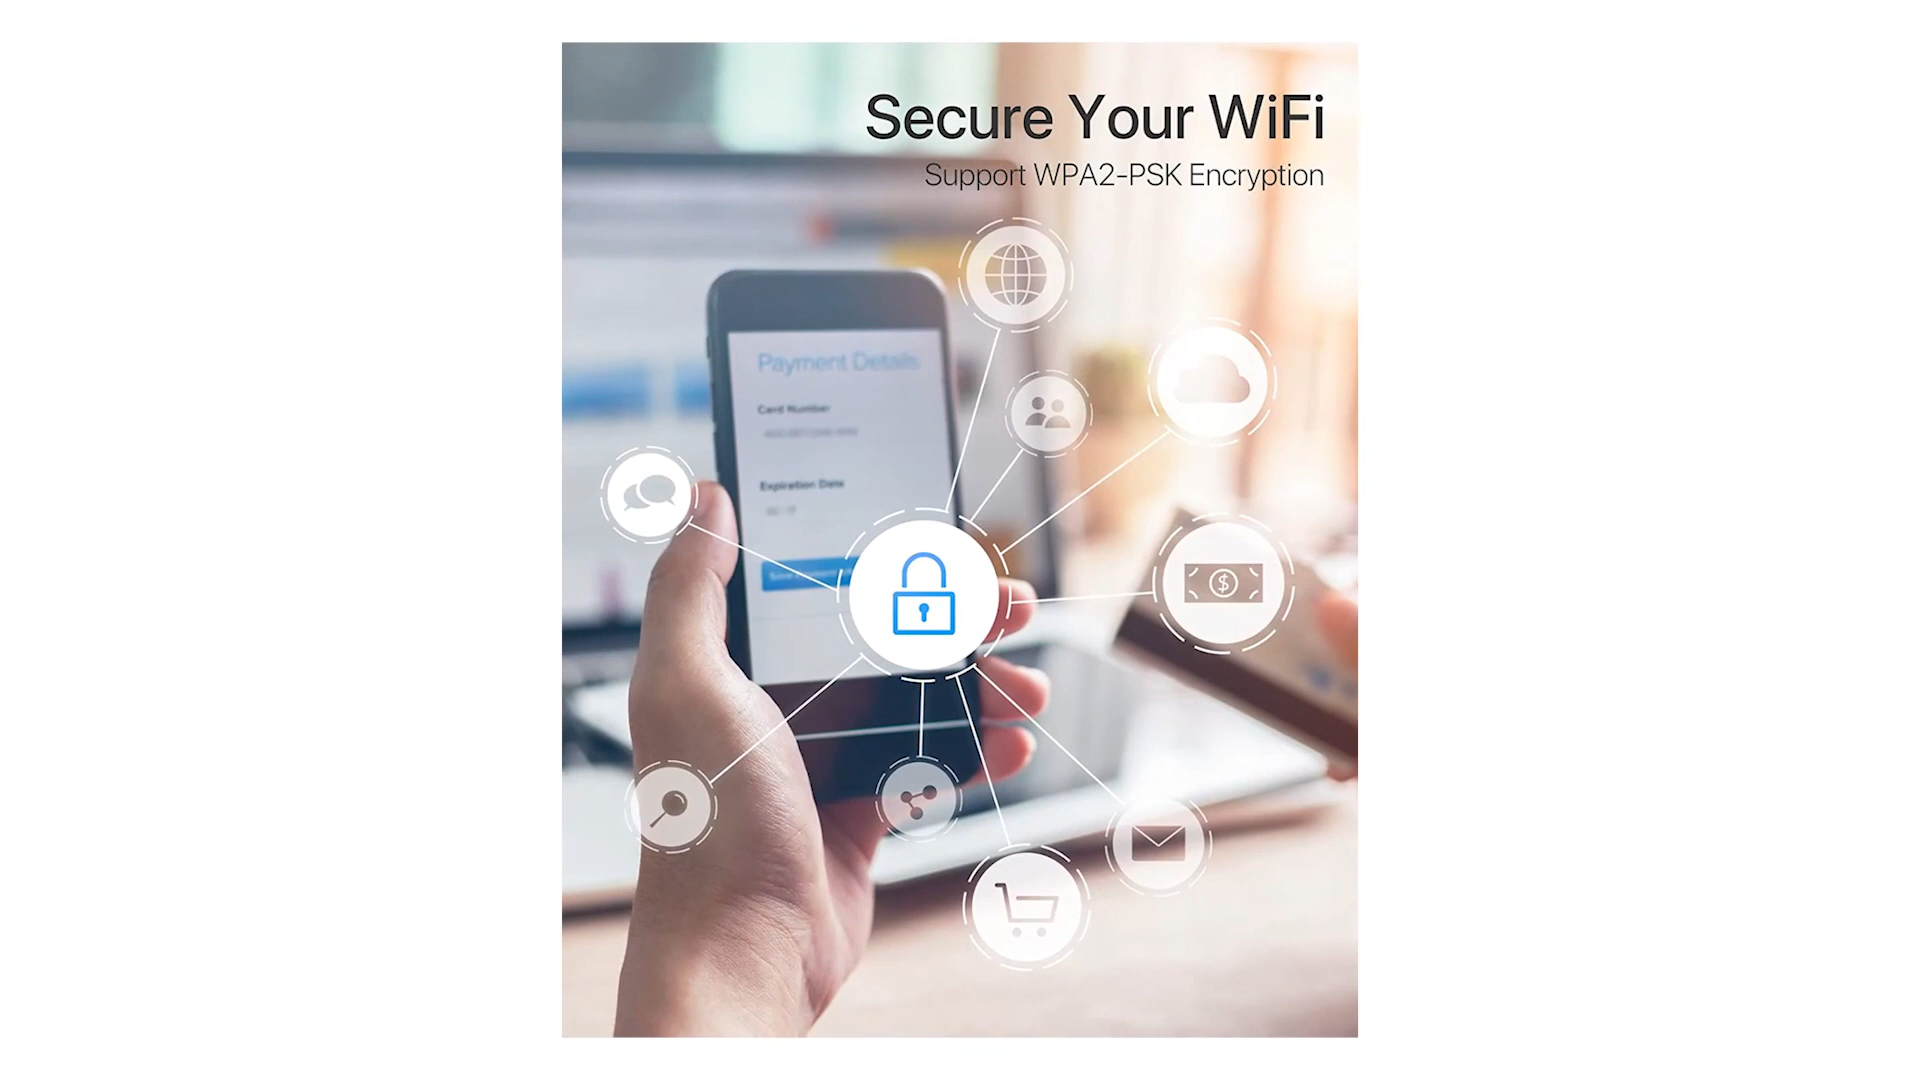 Secure Your WiFi
Support WPA2-PSK Encryption
Payment Details
Card Number
Expiration Date
$